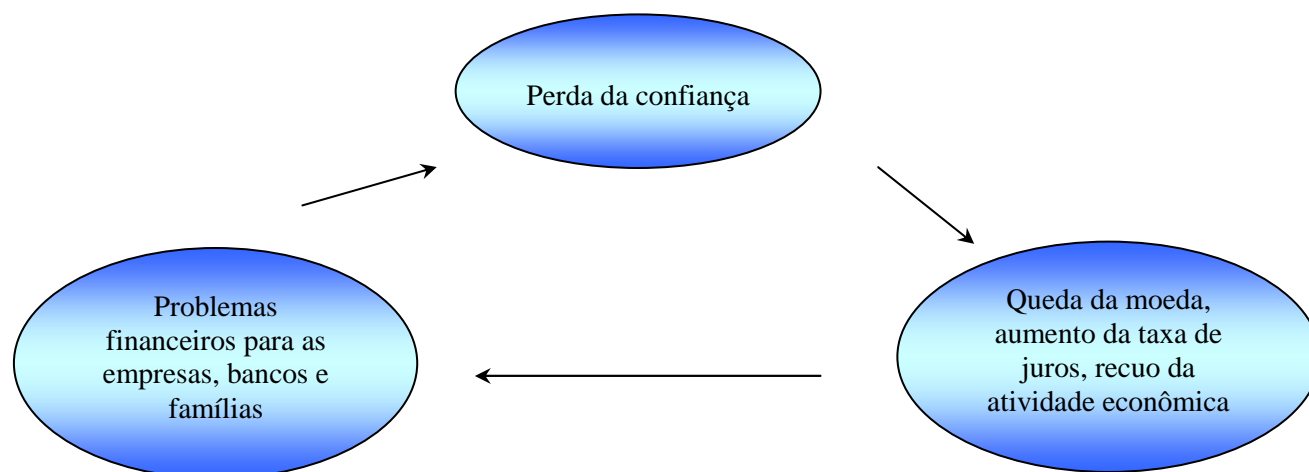 Perda da confiança
Queda da moeda,
aumento da taxa de
juros, recuo da
atividade econômica
Problemas
financeiros para as
empresas, bancos e
famílias